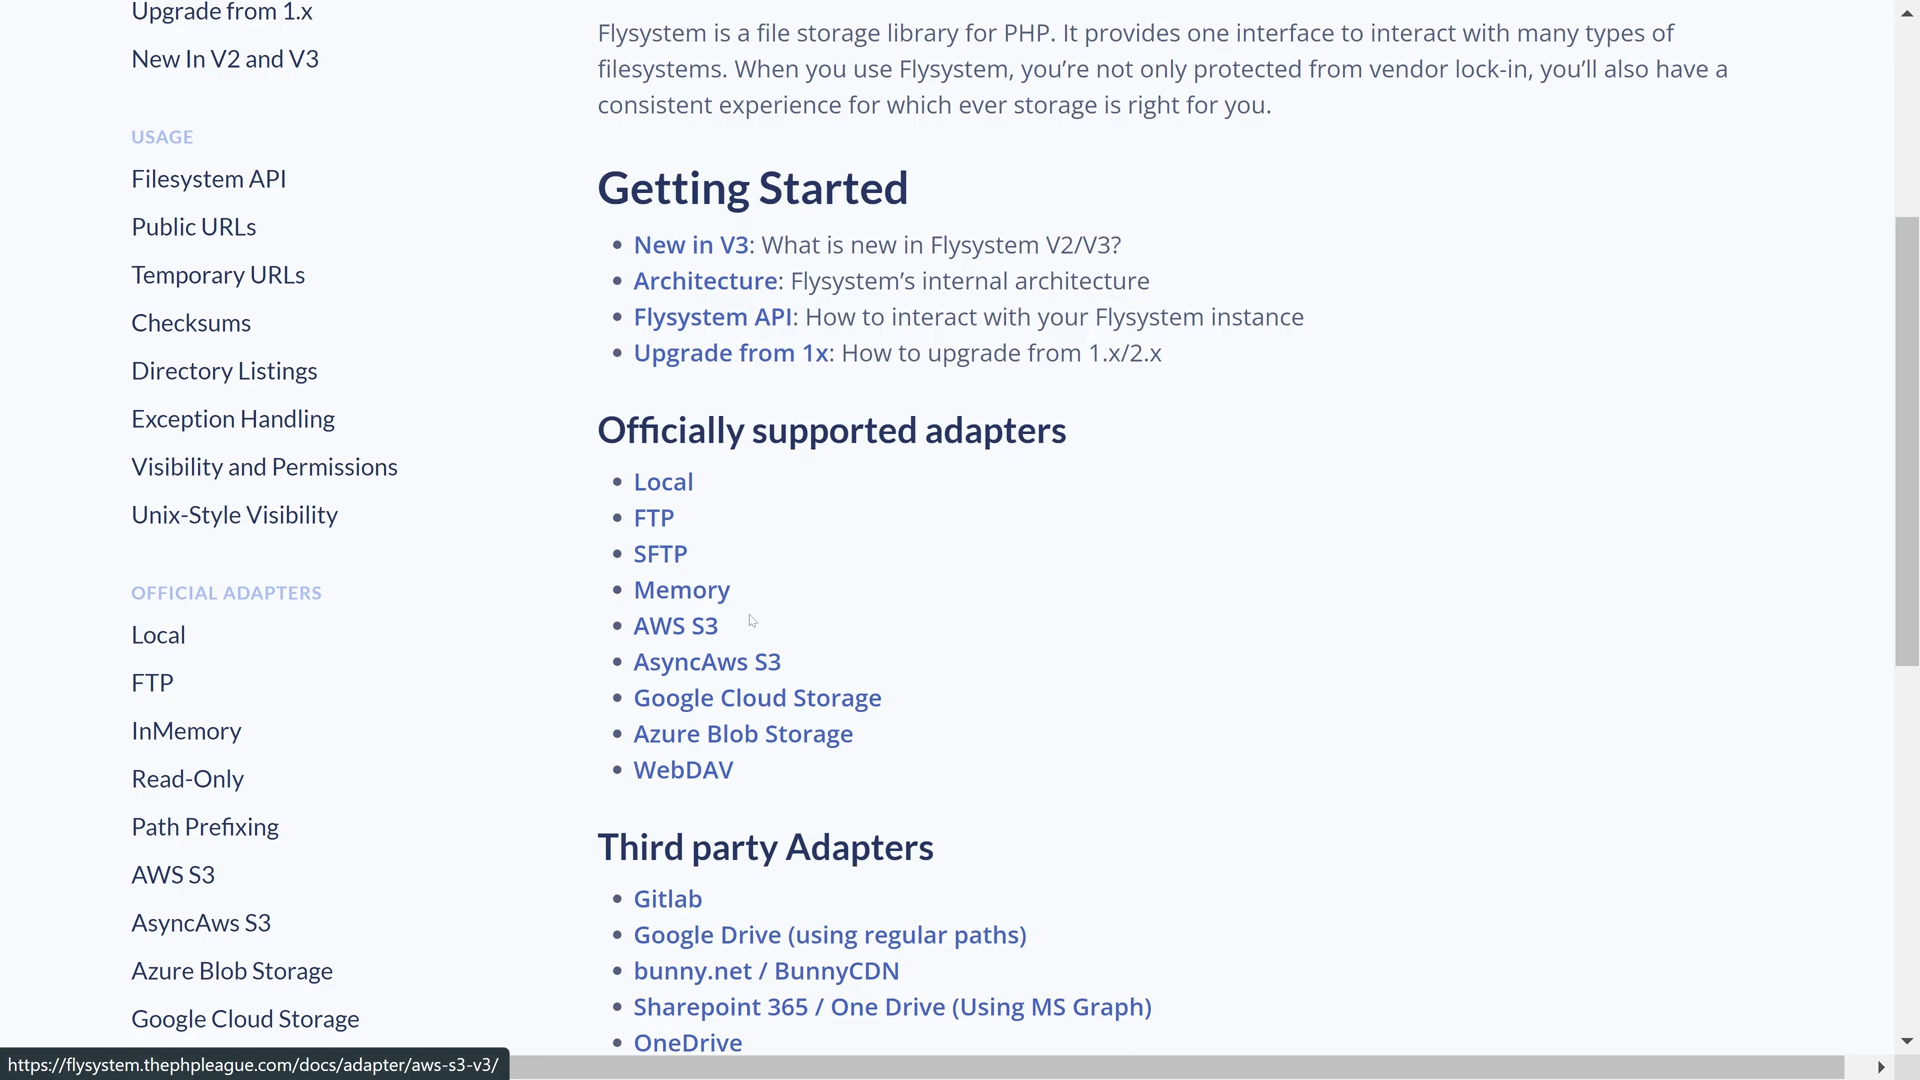 Upgrade from 1.x
New In V2 and V3
USAGE
Filesystem API
Public URLs
Temporary URLs
Checksums
Directory Listings
Exception Handling
Visibility and Permissions
Unix-Style Visibility
OFFICIAL ADAPTERS
Local
FTP
InMemory
Read-Only
Path Prefixing
AWS S3
AsyncAws S3
Azure Blob Storage
Google Cloud Storage
Flysystem is a file storage library for PHP. It provides one interface to interact with many types of
filesystems. When you use Flysystem, you’re not only protected from vendor lock-in, you’ll also have a
consistent experience for which ever storage is right for you.
Getting Started
New in V3: What is new in Flysystem V2/V3?
Architecture: Flysystem’s internal architecture
Flysystem API: How to interact with your Flysystem instance
Upgrade from 1x: How to upgrade from 1.x/2.x
Officially supported adapters
Local
FTP
SFTP
Memory
AWS S3
AsyncAws S3
Google Cloud Storage
Azure Blob Storage
WebDAV
Third party Adapters
Gitlab
Google Drive (using regular paths)
bunny.net / BunnyCDN
Sharepoint 365 / One Drive (Using MS Graph)
OneDrive
https://flysystem.thephpleague.com/docs/adapter/aws-s3-v3/